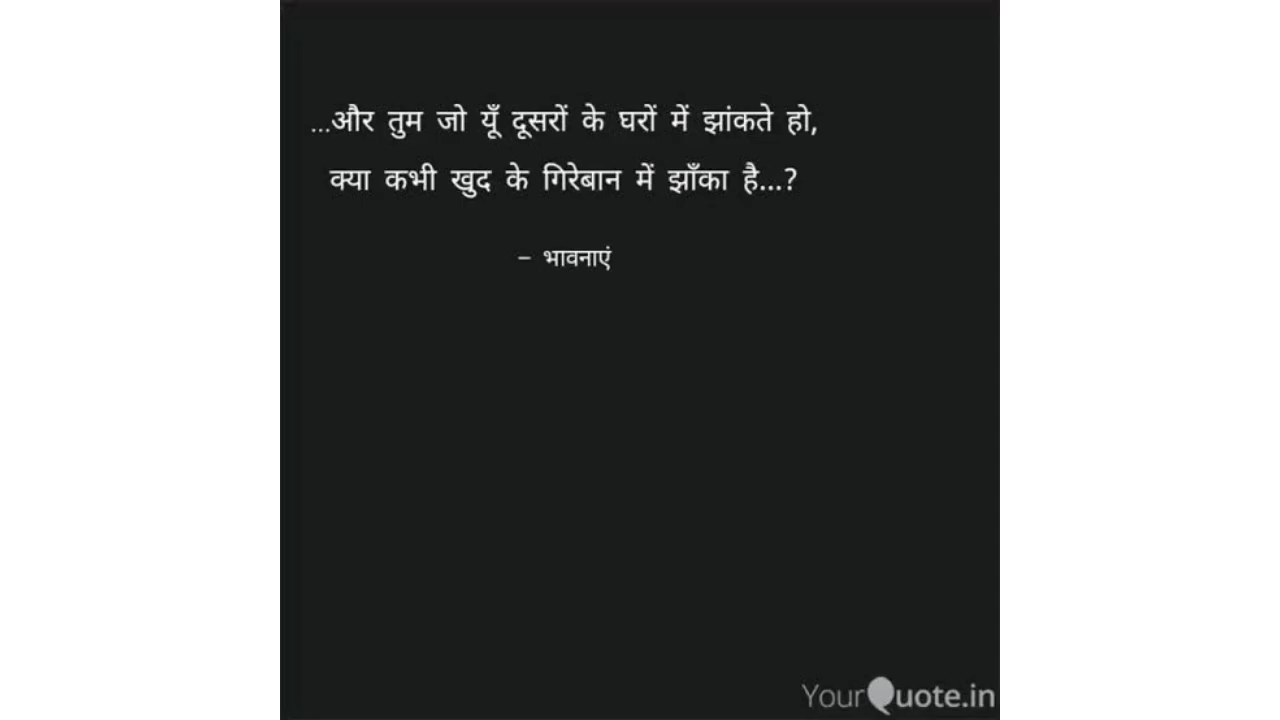 ...और तुम जो यूँ दूसरों के घरों में झांकते हो,
क्या कभी खुद के गिरेबान में झाँका है...?
– भावनाएं
YourQuote.in